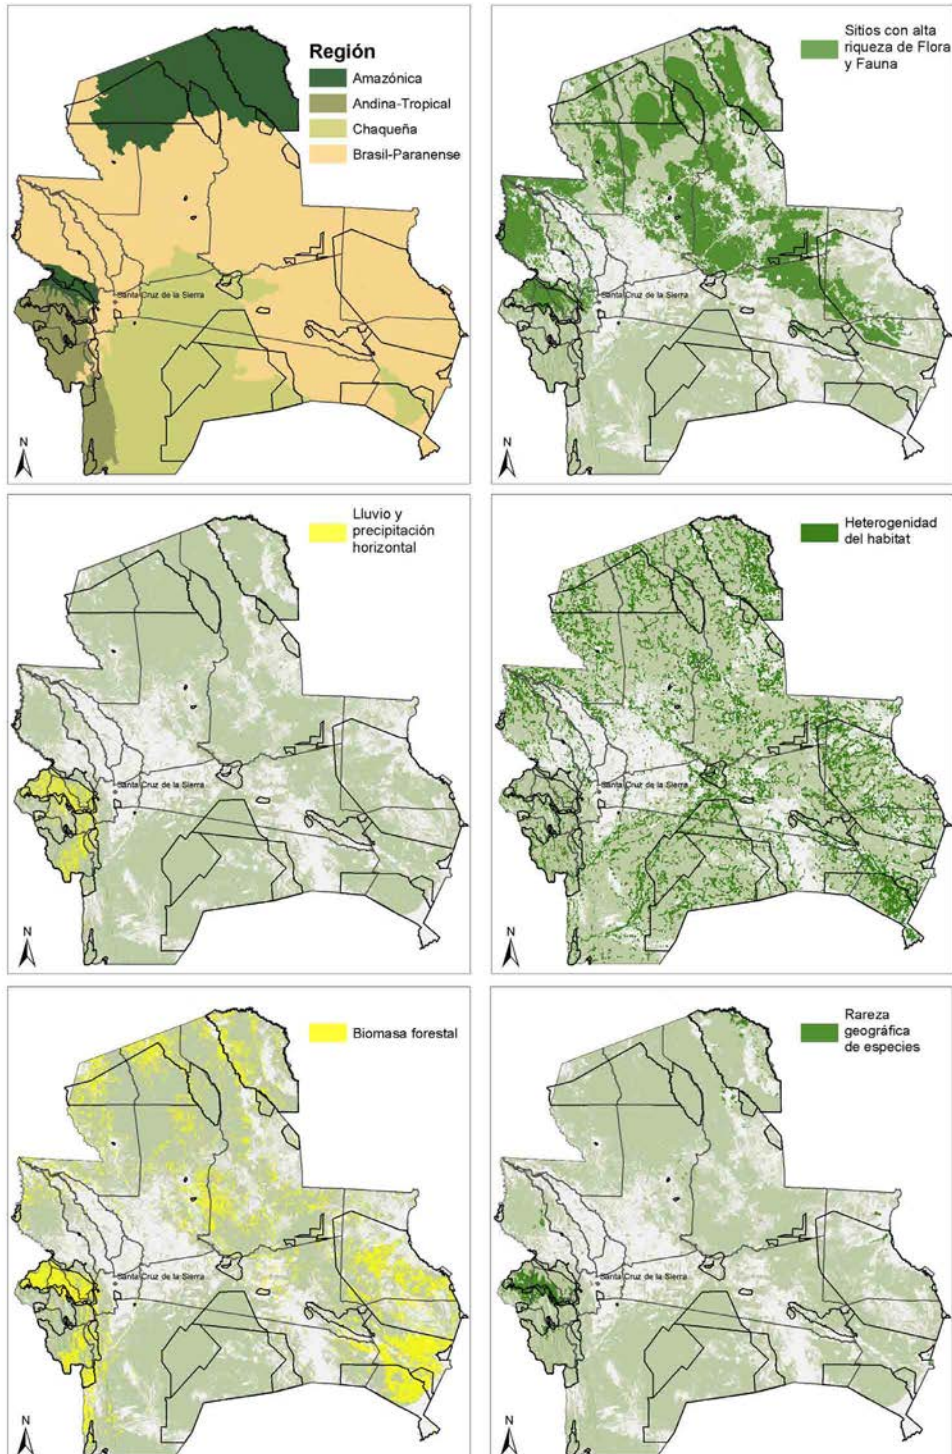 Región
Amazónica
Andina-Tropical
Chaqueña
Brasil-Paranense
Santa Cruz de la Sierra
N
Sitios con alta
riqueza de Flora
y Fauna
Santa Cruz de la Sierra
N
Lluvio y
precipitación
horizontal
Santa Cruz de la Sierra
N
Heterogenidad
del habitat
Santa Cruz de la Sierra
N
Biomasa forestal
Santa Cruz de la Sierra
N
Rareza
geográfica
de especies
Santa Cruz de la Sierra
N